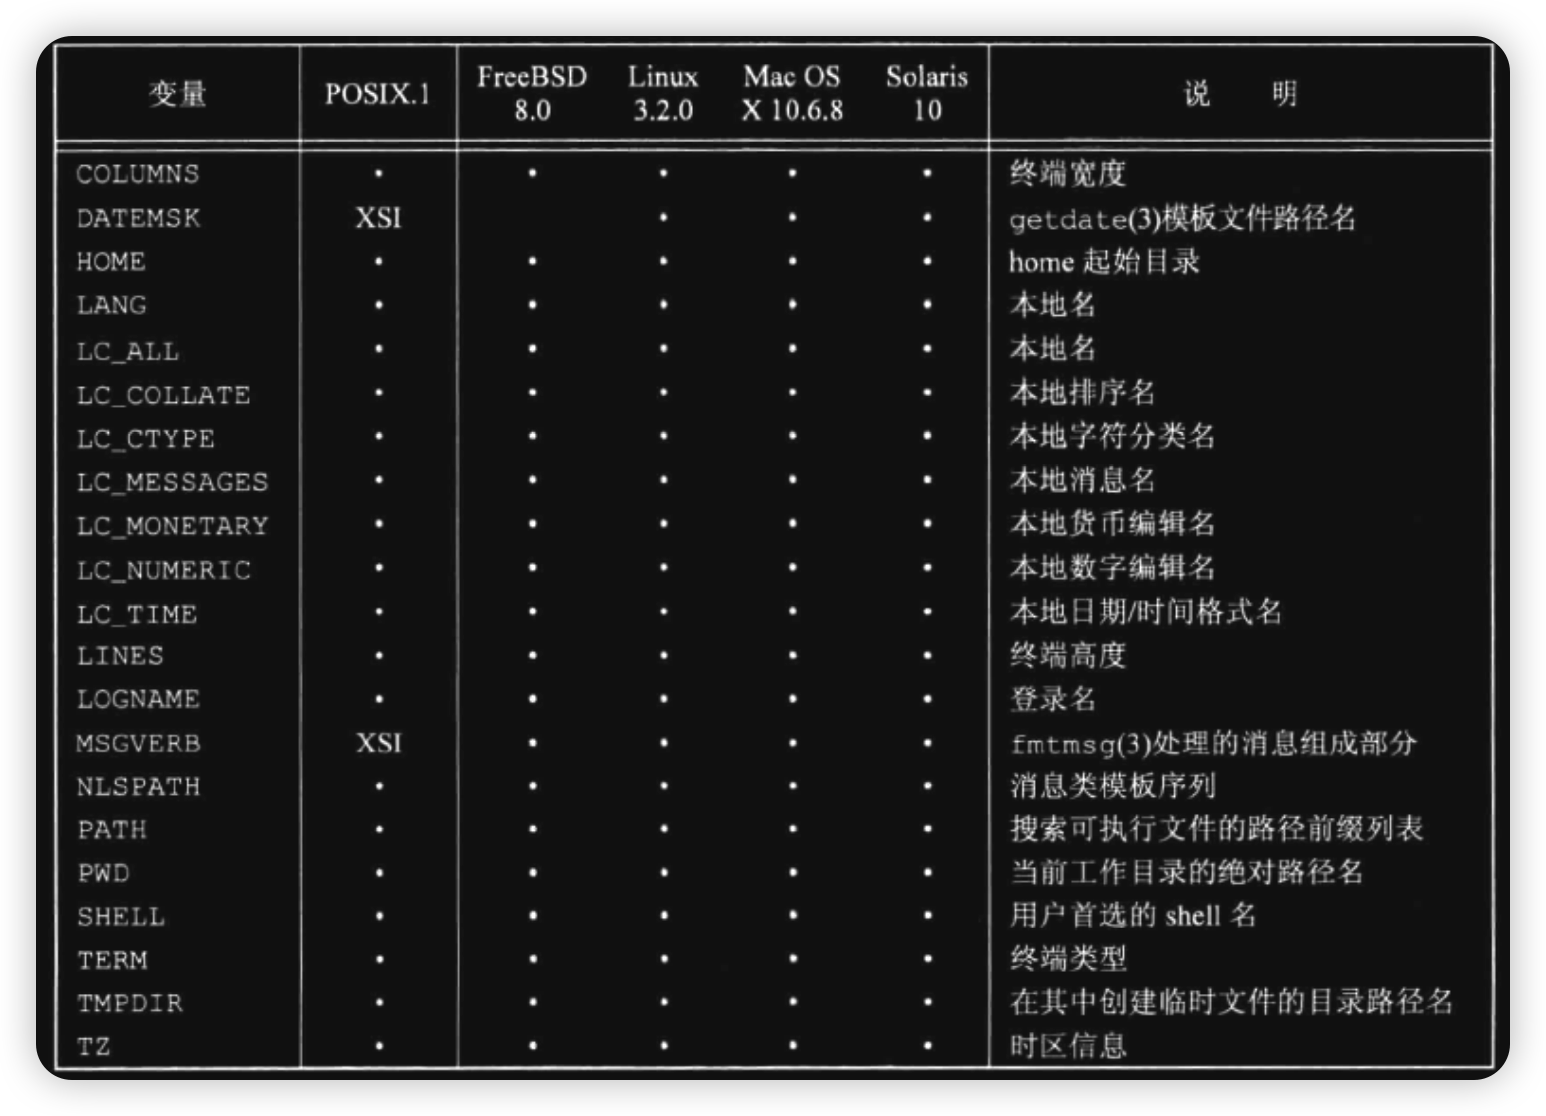 变量 POSIX.1 FreeBSD 8.0 Linux 3.2.0 Mac OS X 10.6.8 Solaris 10 说 明
COLUMNS • • • • • 终端宽度
DATEMSK XSI • • • getdate(3)模板文件路径名
HOME • • • • • home 起始目录
LANG • • • • • 本地名
LC_ALL • • • • • 本地名
LC_COLLATE • • • • • 本地排序名
LC_CTYPE • • • • • 本地字符分类名
LC_MESSAGES • • • • • 本地消息名
LC_MONETARY • • • • • 本地货币编辑名
LC_NUMERIC • • • • • 本地数字编辑名
LC_TIME • • • • • 本地日期/时间格式名
LINES • • • • • 终端高度
LOGNAME • • • • • 登录名
MSGVERB XSI • • • • fmtmsg(3)处理的消息组成部分
NLSPATH • • • • • 消息类模板序列
PATH • • • • • 搜索可执行文件的路径前缀列表
PWD • • • • • 当前工作目录的绝对路径名
SHELL • • • • • 用户首选的 shell 名
TERM • • • • • 终端类型
TMPDIR • • • • • 在其中创建临时文件的目录路径名
TZ • • • • • 时区信息